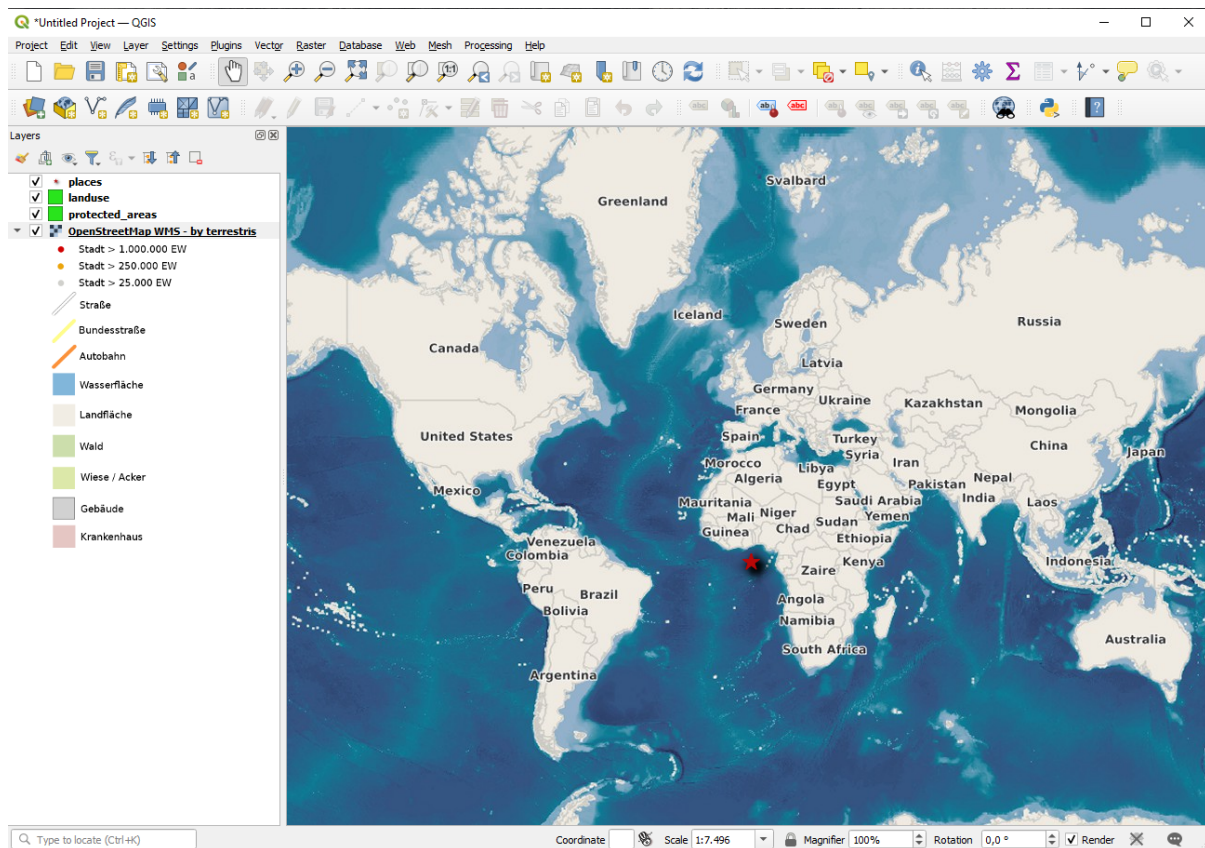 *Untitled Project — QGIS
Project Edit View Layer Settings Plugins Vector Raster Database Web Mesh Processing Help
Layers
places
landuse
protected_areas
OpenStreetMap WMS - by terrestris
Stadt > 1.000.000 EW
Stadt > 250.000 EW
Stadt > 25.000 EW
Straße
Bundesstraße
Autobahn
Wasserfläche
Landfläche
Wald
Wiese / Acker
Gebäude
Krankenhaus
Svalbard
Greenland
Iceland
Sweden
Russia
Canada
Latvia
Germany
Ukraine
Kazakhstan
France
Mongolia
United States
Spain
Turkey
China
Syria
Japan
Morocco
Libya
Iran
Algeria
Egypt
Pakistan
Nepal
Mexico
Mauritania
Saudi Arabia
India
Laos
Mali
Niger
Yemen
Guinea
Chad
Sudan
Ethiopia
Venezuela
Colombia
Kenya
Indonesia
Zaire
Peru
Brazil
Angola
Bolivia
Namibia
Australia
South Africa
Argentina
Type to locate (Ctrl+K)
Coordinate Scale 1:7.496 Magnifier 100% Rotation 0,0 ° Render